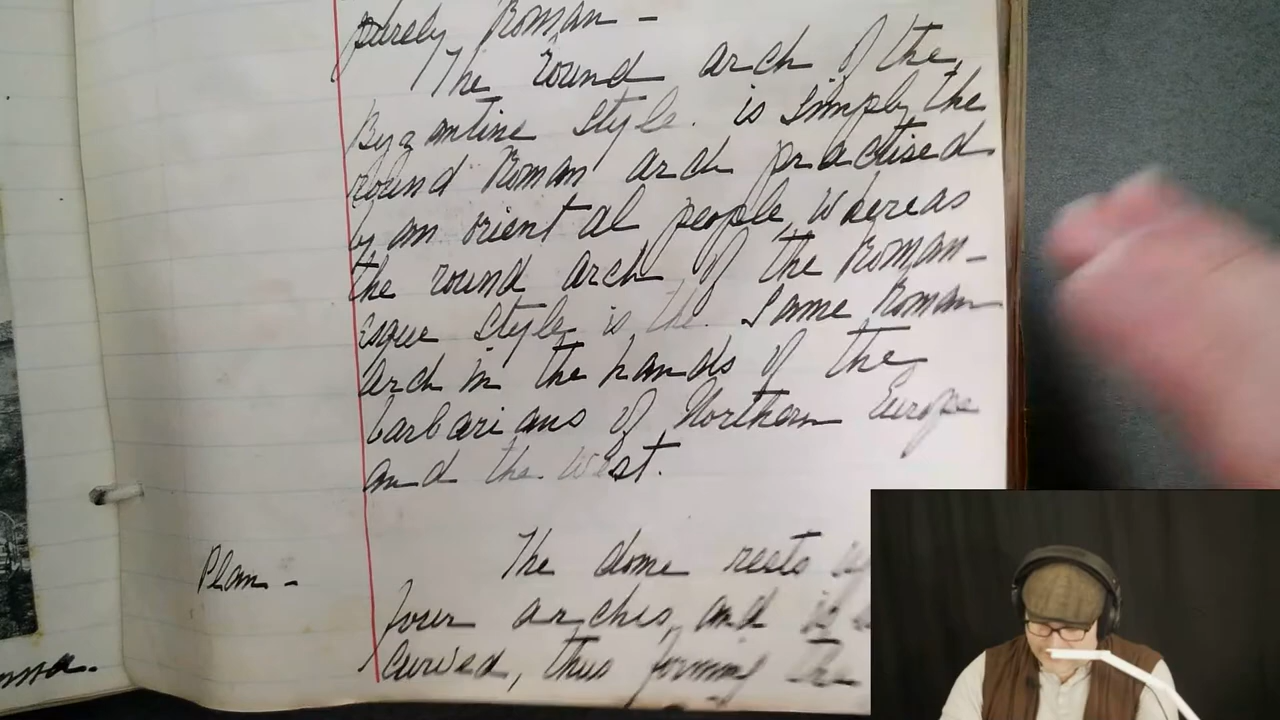 purely Roman -
The round arch of the
Byzantine Style. is simply the
round Roman arch practised
by an oriental people, whereas
the round arch of the Roman-
esque Style is the same Roman
arch in the hands of the
barbarians of Northern Europe
and the West.
Plan -
The dome rests
four arches, and is
curved, thus forming the